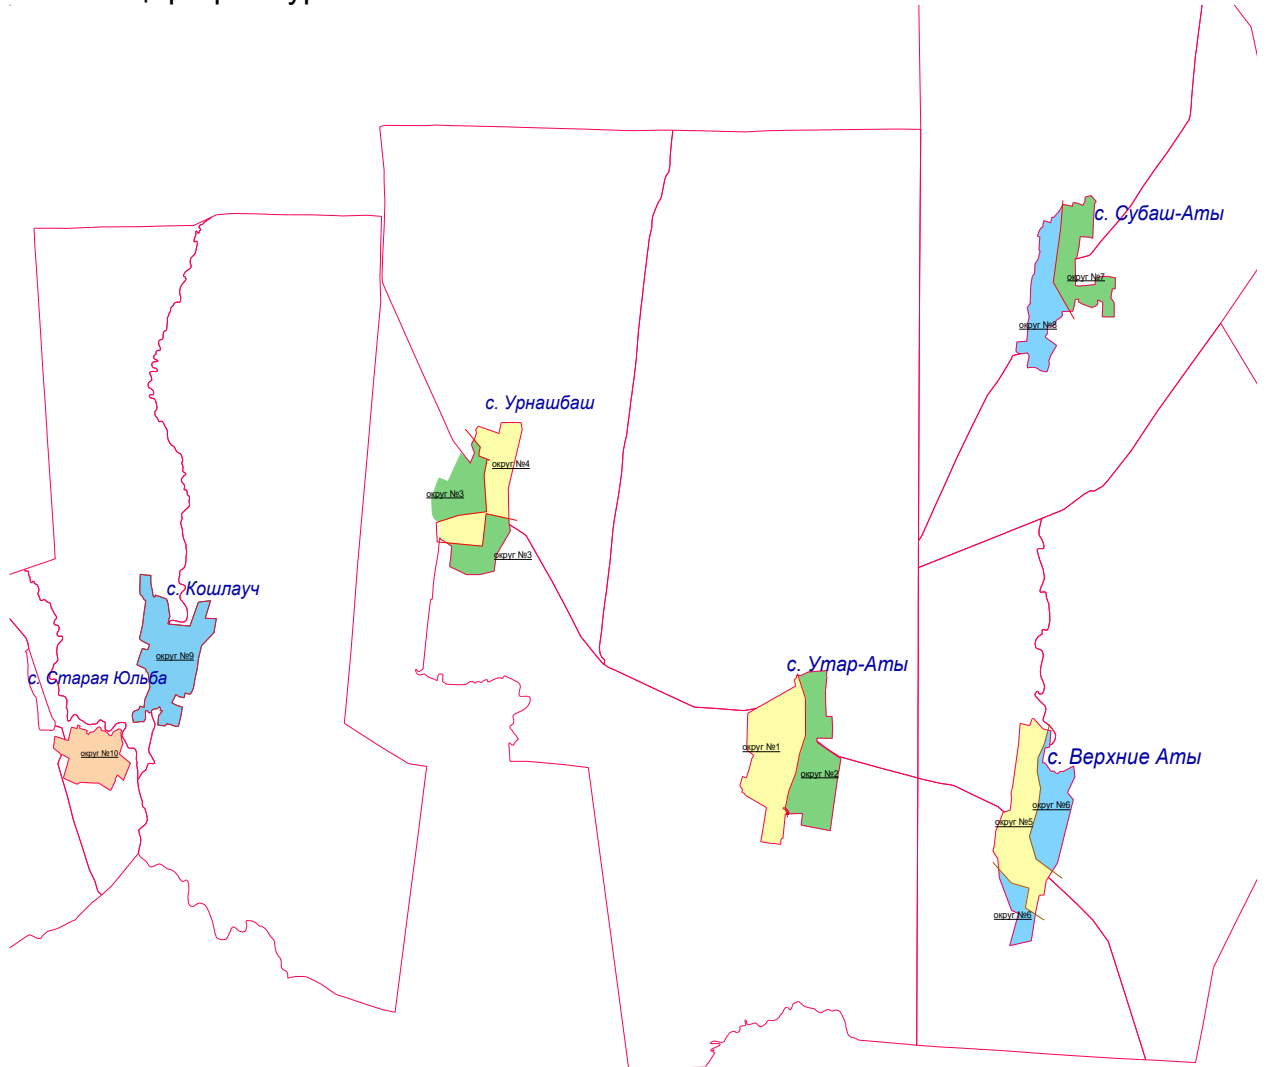 с. Субаш-Аты
округ №7
округ №8
с. Урнашбаш
округ №4
округ №3
округ №3
с. Кошлауч
округ №9
с. Старая Юльба
округ №10
с. Утар-Аты
округ №1
округ №2
с. Верхние Аты
округ №6
округ №5
округ №6